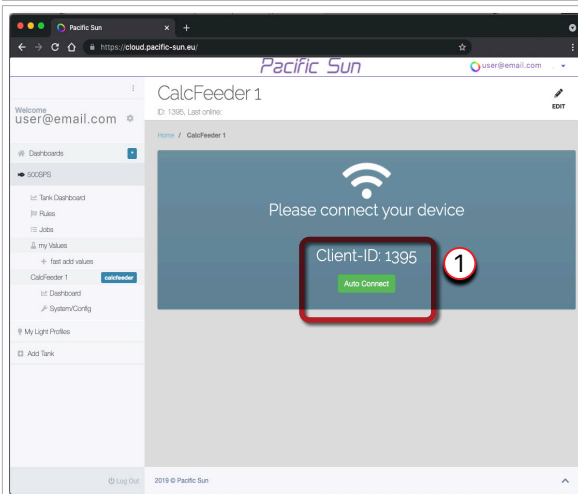 Pacific Sun
https://cloud.pacific-sun.eu/
Pacific Sun
user@email.com
Welcome
user@email.com
Dashboards
500SPS
Tank Dashboard
Rules
Jobs
my Values
fast add values
CalcFeeder 1
calcfeeder
Dashboard
System/Config
My Light Profiles
Add Tank
Log Out
CalcFeeder 1
ID: 1395, Last online:
EDIT
Home / CalcFeeder 1
Please connect your device
Client-ID: 1395
Auto Connect
1
2019 © Pacific Sun